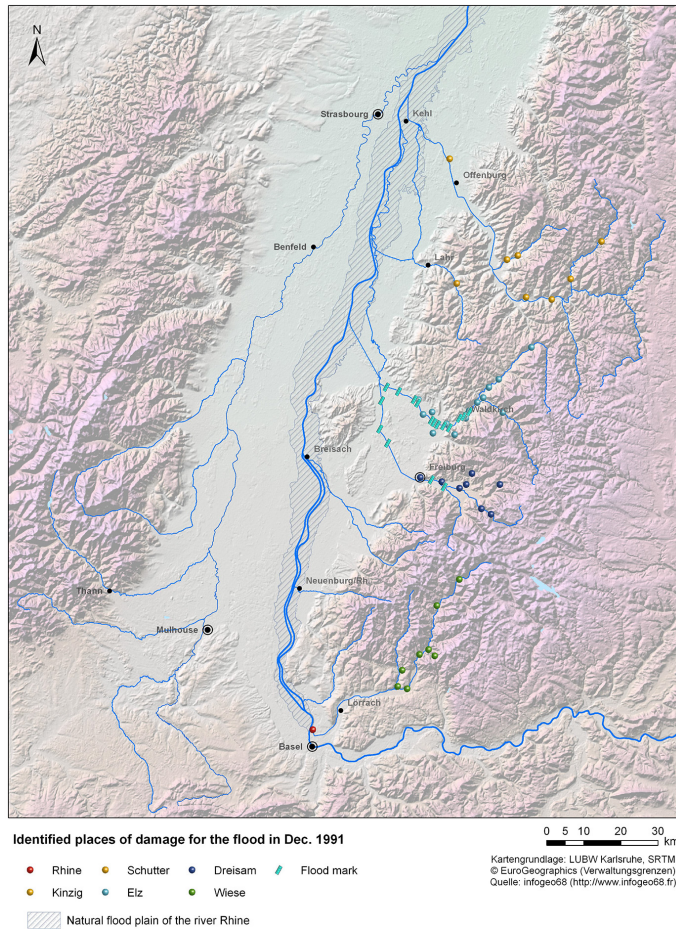 N
Strasbourg
Kehl
Offenburg
Benfeld
Lahr
Waldkirch
Breisach
Freiburg
Neuenburg/Rh.
Thann
Mulhouse
Lörrach
Basel
Identified places of damage for the flood in Dec. 1991
0 5 10 20 30
km
Rhine Schutter Dreisam Flood mark
Kinzig Elz Wiese
Natural flood plain of the river Rhine
Kartengrundlage: LUBW Karlsruhe, SRTM
© EuroGeographics (Verwaltungsgrenzen)
Quelle: infogeo68 (http://www.infogeo68.fr)